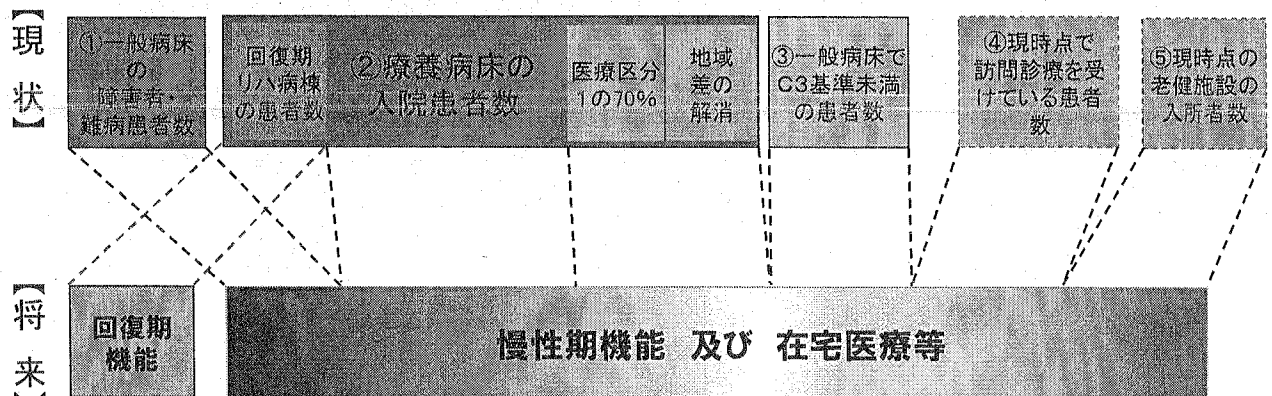 【現状】
①一般病床
の
障害者・
難病患者数
回復期
リハ病棟
の患者数
②療養病床の
入院患者数
医療区分
1の70%
地域
差の
解消
③一般病床で
C3基準未満
の患者数
④現時点で
訪問診療を受
けている患者
数
⑤現時点の
老健施設の
入所者数
【将来】
回復期
機能
慢性期機能 及び 在宅医療等